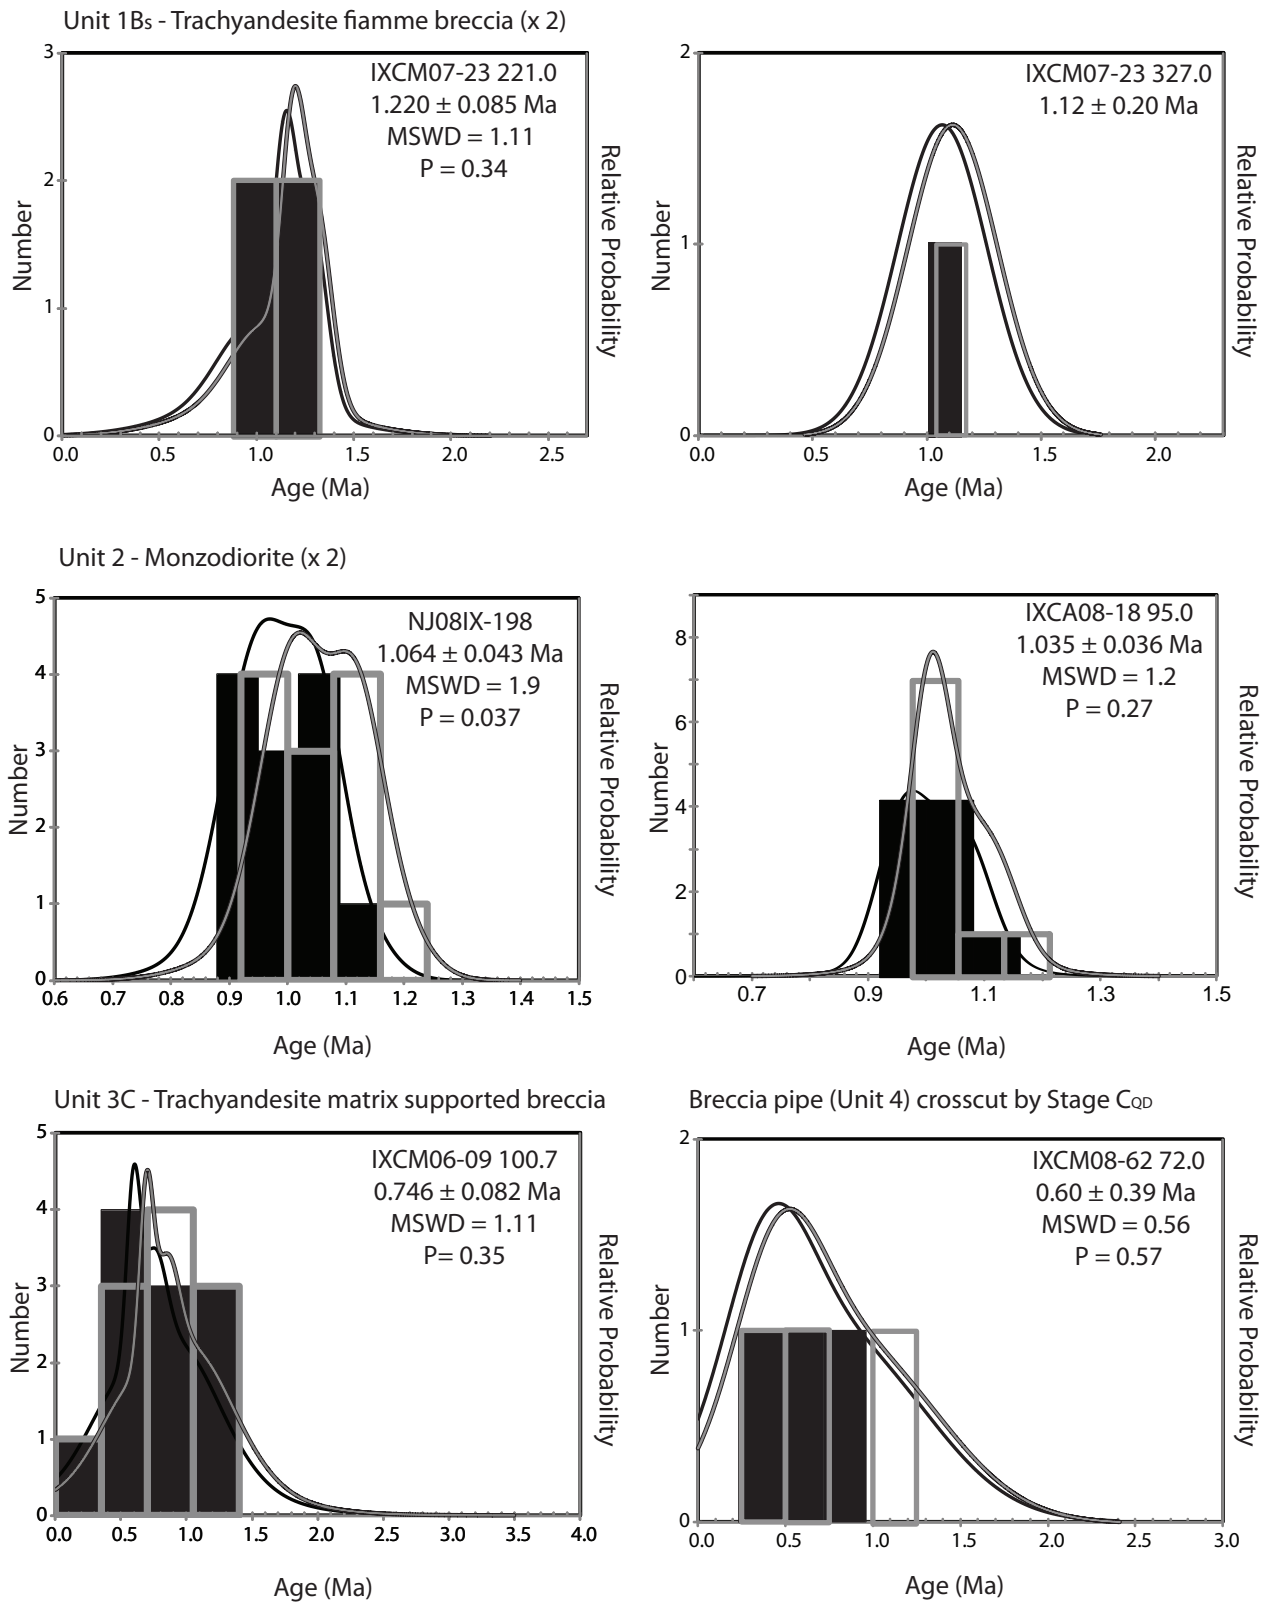 Unit 1Bs - Trachyandesite fiamme breccia (x 2)
3
2
1
0
Number
IXCM07-23 221.0
1.220 ± 0.085 Ma
MSWD = 1.11
P = 0.34
Relative Probability
0.0 0.5 1.0 1.5 2.0 2.5
Age (Ma)
2
1
0
Number
IXCM07-23 327.0
1.12 ± 0.20 Ma
Relative Probability
0.0 0.5 1.0 1.5 2.0
Age (Ma)
Unit 2 - Monzodiorite (x 2)
5
4
3
2
1
0
Number
NJ08IX-198
1.064 ± 0.043 Ma
MSWD = 1.9
P = 0.037
Relative Probability
0.6 0.7 0.8 0.9 1.0 1.1 1.2 1.3 1.4 1.5
Age (Ma)
8
6
4
2
0
Number
IXCA08-18 95.0
1.035 ± 0.036 Ma
MSWD = 1.2
P = 0.27
Relative Probability
0.7 0.9 1.1 1.3 1.5
Age (Ma)
Unit 3C - Trachyandesite matrix supported breccia
5
4
3
2
1
0
Number
IXCM06-09 100.7
0.746 ± 0.082 Ma
MSWD = 1.11
P= 0.35
Relative Probability
0.0 0.5 1.0 1.5 2.0 2.5 3.0 3.5 4.0
Age (Ma)
Breccia pipe (Unit 4) crosscut by Stage CQD
2
1
0
Number
IXCM08-62 72.0
0.60 ± 0.39 Ma
MSWD = 0.56
P = 0.57
Relative Probability
0.0 0.5 1.0 1.5 2.0 2.5 3.0
Age (Ma)